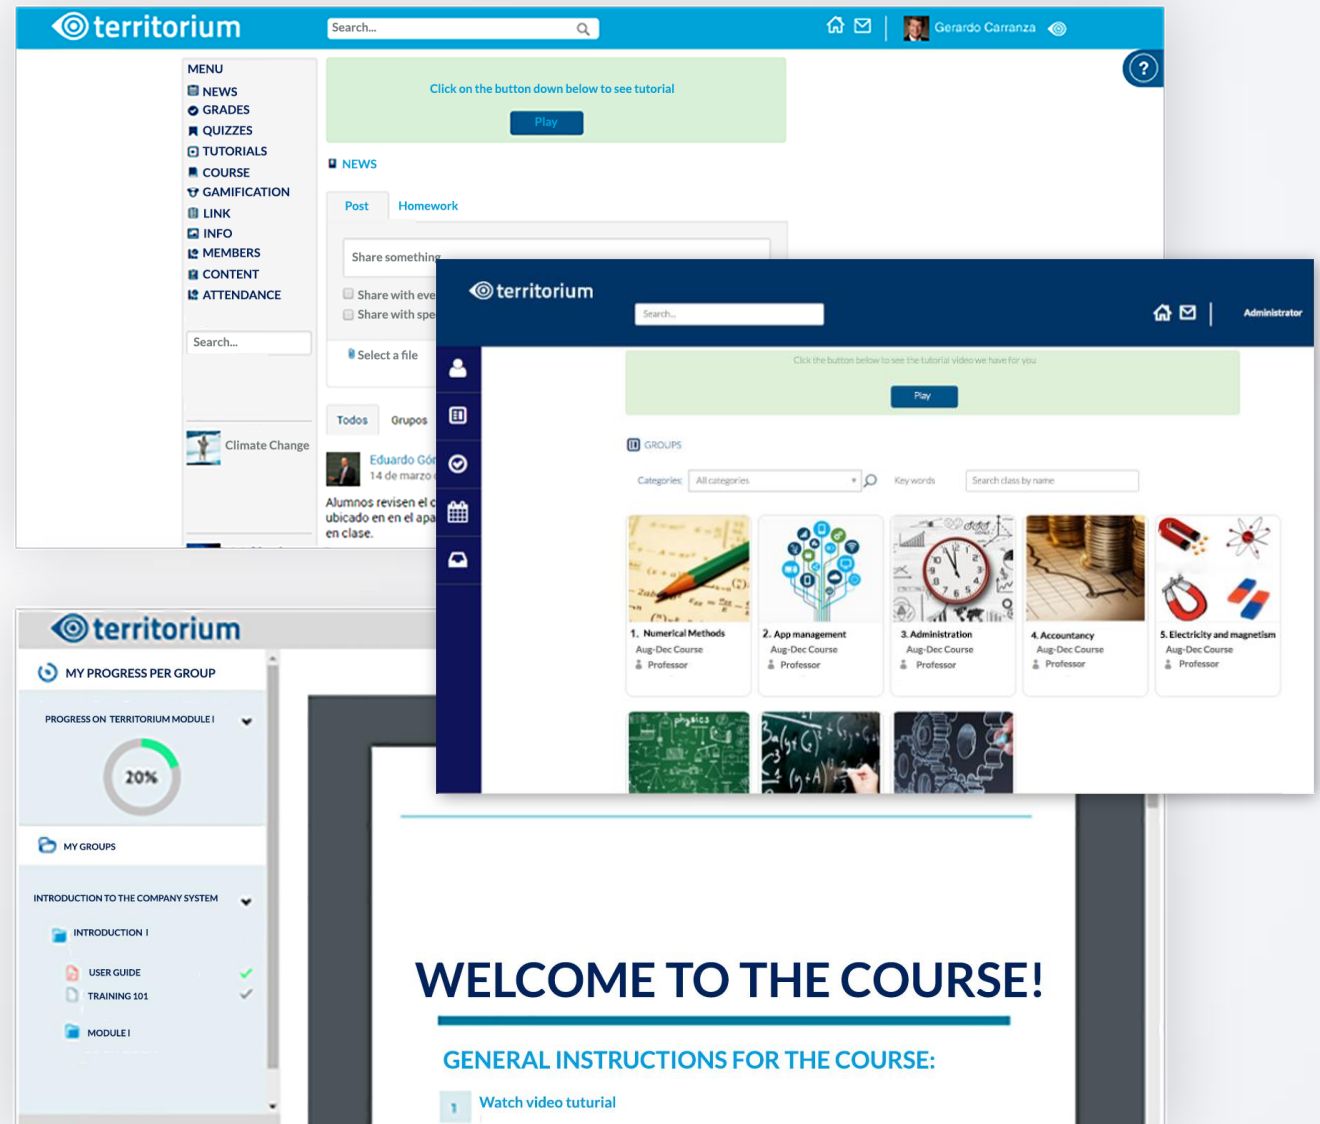 territorium
Search...
Gerardo Carranza
?
MENU
NEWS
GRADES
QUIZZES
TUTORIALS
COURSE
GAMIFICATION
LINK
INFO
MEMBERS
CONTENT
ATTENDANCE
Search...
Climate Change
Click on the button down below to see tutorial
Play
NEWS
Post Homework
Share something
Share with eve
Share with spe
Select a file
Todos Grupos
Eduardo Gór
14 de marzo
Alumnos revisen el c
ubicado en en el apa
en clase.
territorium
Search...
Administrator
Click the button below to see the tutorial video we have for you
Play
GROUPS
Categories: All categories
Key words Search class by name
1. Numerical Methods
Aug-Dec Course
Professor
2. App management
Aug-Dec Course
Professor
3. Administration
Aug-Dec Course
Professor
4. Accountancy
Aug-Dec Course
Professor
5. Electricity and magnetism
Aug-Dec Course
Professor
physics
territorium
MY PROGRESS PER GROUP
PROGRESS ON TERRITORIUM MODULE I
20%
MY GROUPS
INTRODUCTION TO THE COMPANY SYSTEM
INTRODUCTION I
USER GUIDE
TRAINING 101
MODULE I
WELCOME TO THE COURSE!
GENERAL INSTRUCTIONS FOR THE COURSE:
1 Watch video tuturial